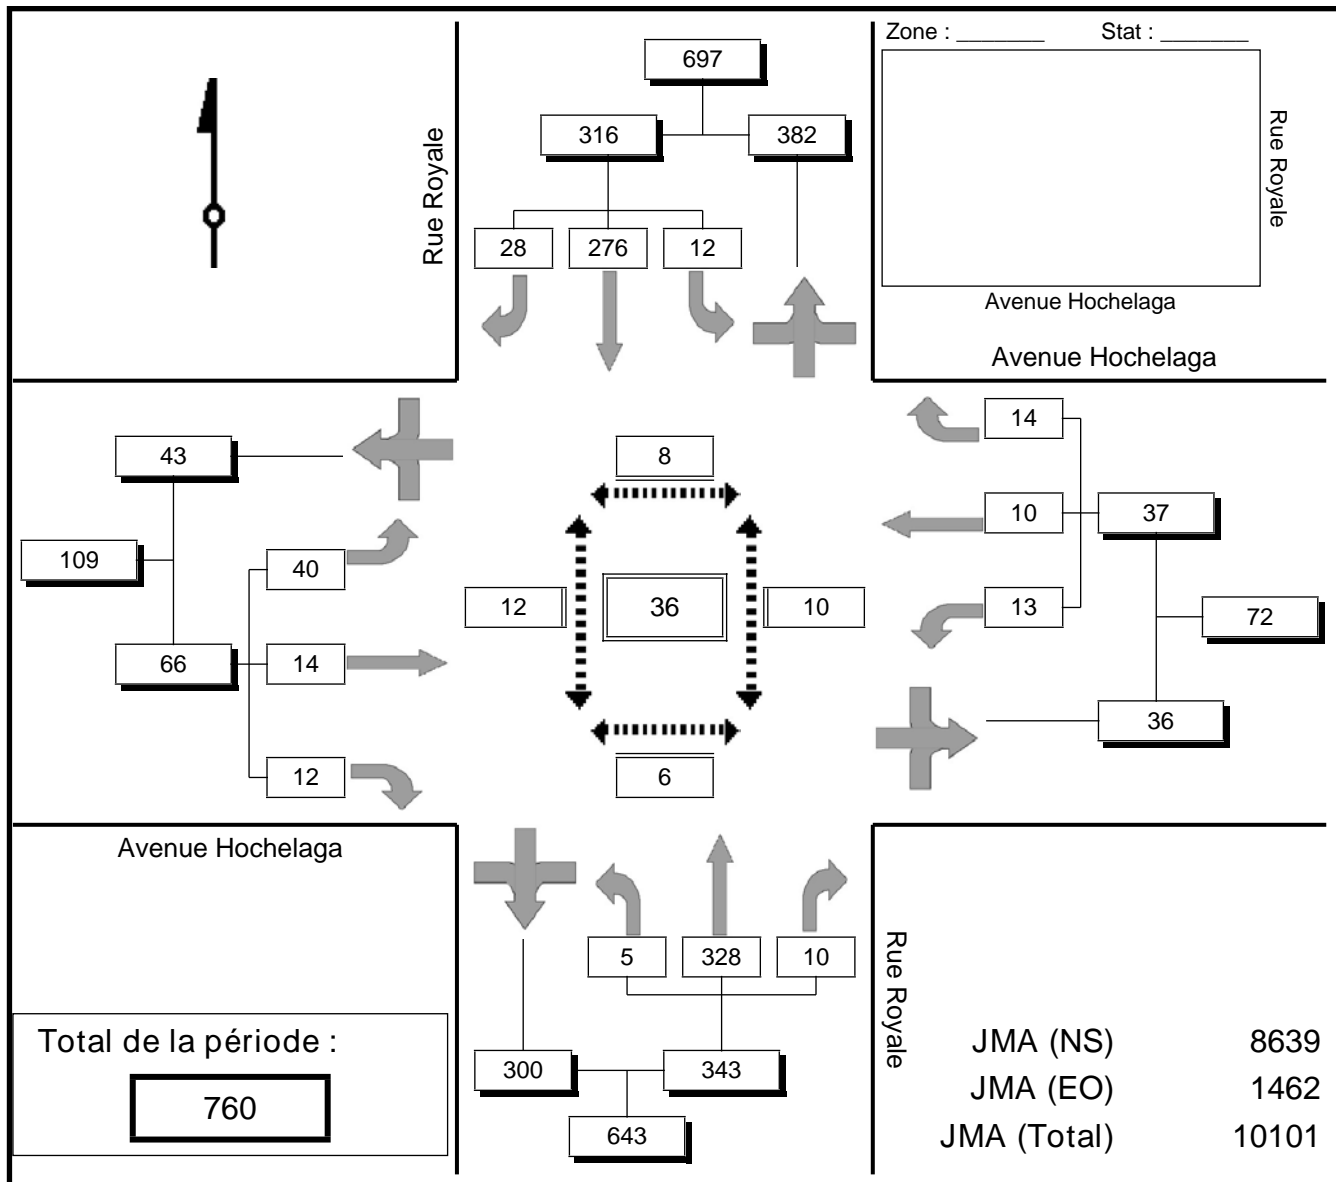 Zone : _______ Stat : _______
697
316
382
Rue Royale
Rue Royale
28
276
12
Avenue Hochelaga
Avenue Hochelaga
14
43
8
10
37
109
40
12
36
10
13
72
66
14
36
12
6
Avenue Hochelaga
5
328
10
Rue Royale
Total de la période :
300
343
JMA (NS) 8639
760
JMA (EO) 1462
643
JMA (Total) 10101